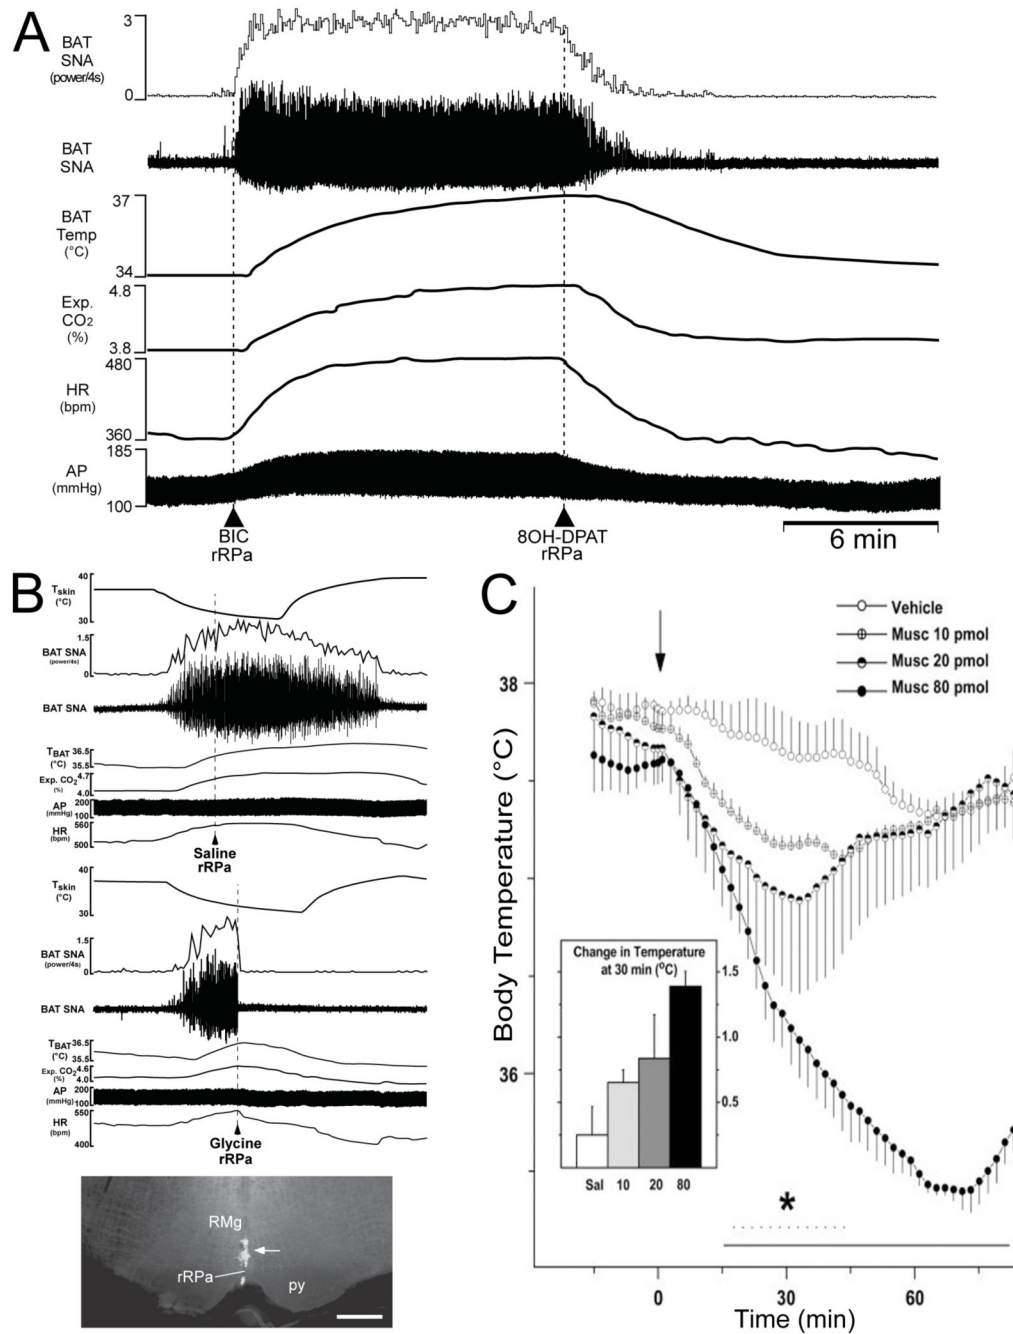 A
BAT
SNA
(power/4s)
3
0
BAT
SNA
BAT
Temp
(°C)
37
34
Exp.
CO2
(%)
4.8
3.8
HR
(bpm)
480
360
AP
(mmHg)
185
100
BIC
rRPa
8OH-DPAT
rRPa
6 min
B
Tskin
(°C)
40
30
BAT SNA
(power/4s)
1.5
0
BAT SNA
TBAT
(°C)
36.5
35.5
Exp. CO2
(%)
4.7
4.0
AP
(mmHg)
200
100
HR
(bpm)
560
500
Saline
rRPa
Tskin
(°C)
40
30
BAT SNA
(power/4s)
1.5
0
BAT SNA
TBAT
(°C)
36.5
35.5
Exp. CO2
(%)
4.6
4.0
AP
(mmHg)
200
100
HR
(bpm)
550
400
Glycine
rRPa
RMg
rRPa
py
C
Vehicle
Musc 10 pmol
Musc 20 pmol
Musc 80 pmol
Body Temperature (°C)
38
36
Change in Temperature
at 30 min (°C)
1.5
1.0
0.5
Sal 10 20 80
*
0 30 60
Time (min)